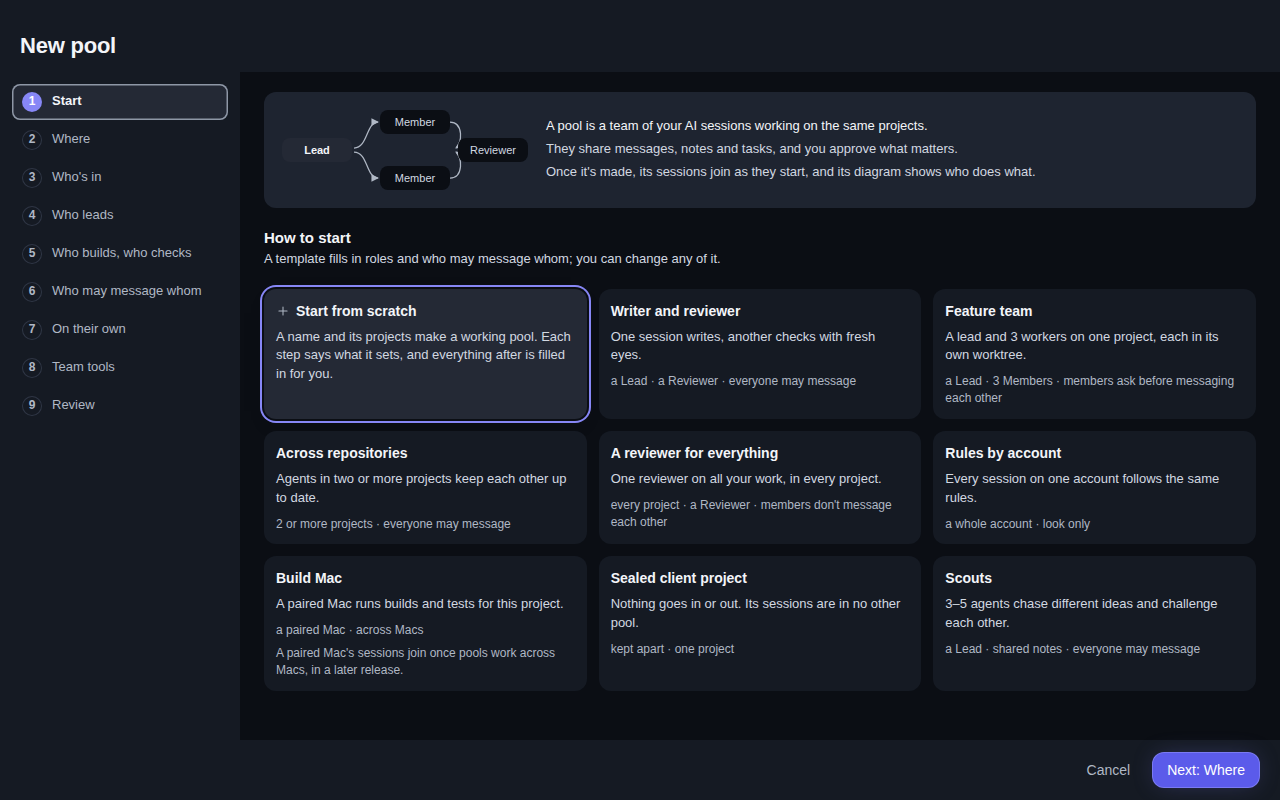 New pool
1 Start
2 Where
3 Who's in
4 Who leads
5 Who builds, who checks
6 Who may message whom
7 On their own
8 Team tools
9 Review
Lead
Member
Member
Reviewer
A pool is a team of your AI sessions working on the same projects.
They share messages, notes and tasks, and you approve what matters.
Once it's made, its sessions join as they start, and its diagram shows who does what.
How to start
A template fills in roles and who may message whom; you can change any of it.
+ Start from scratch
A name and its projects make a working pool. Each
step says what it sets, and everything after is filled
in for you.
Writer and reviewer
One session writes, another checks with fresh
eyes.
a Lead · a Reviewer · everyone may message
Feature team
A lead and 3 workers on one project, each in its
own worktree.
a Lead · 3 Members · members ask before messaging
each other
Across repositories
Agents in two or more projects keep each other up
to date.
2 or more projects · everyone may message
A reviewer for everything
One reviewer on all your work, in every project.
every project · a Reviewer · members don't message
each other
Rules by account
Every session on one account follows the same
rules.
a whole account · look only
Build Mac
A paired Mac runs builds and tests for this project.
a paired Mac · across Macs
A paired Mac's sessions join once pools work across
Macs, in a later release.
Sealed client project
Nothing goes in or out. Its sessions are in no other
pool.
kept apart · one project
Scouts
3–5 agents chase different ideas and challenge
each other.
a Lead · shared notes · everyone may message
Cancel
Next: Where